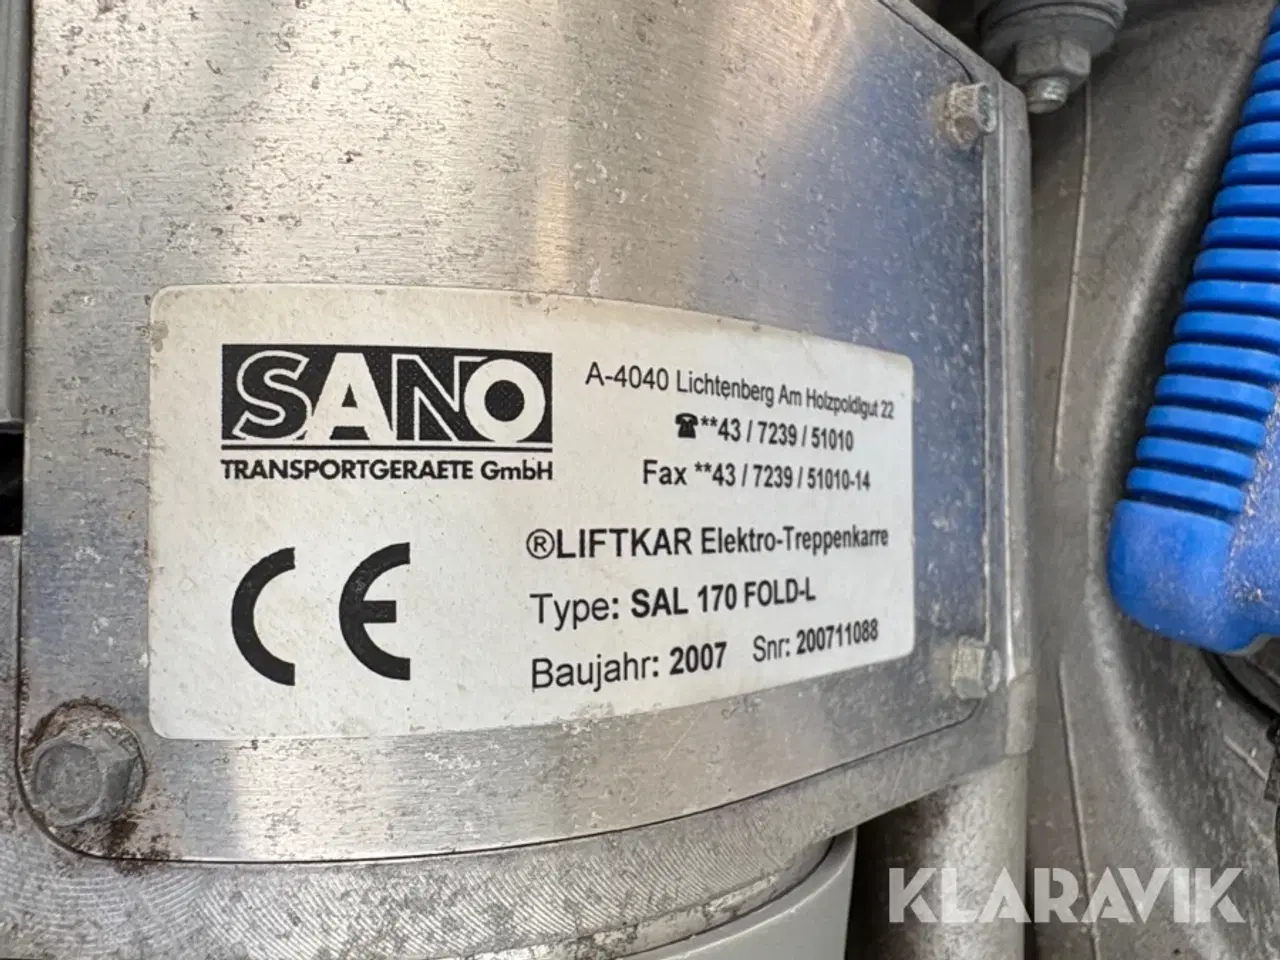 SANO
TRANSPORTGERAETE GmbH
A-4040 Lichtenberg Am Holzpoldlgut 22
☎**43 / 7239 / 51010
Fax **43 / 7239 / 51010-14
CE
®LIFTKAR Elektro-Treppenkarre
Type: SAL 170 FOLD-L
Baujahr: 2007 Snr: 200711088
KLARAVIK